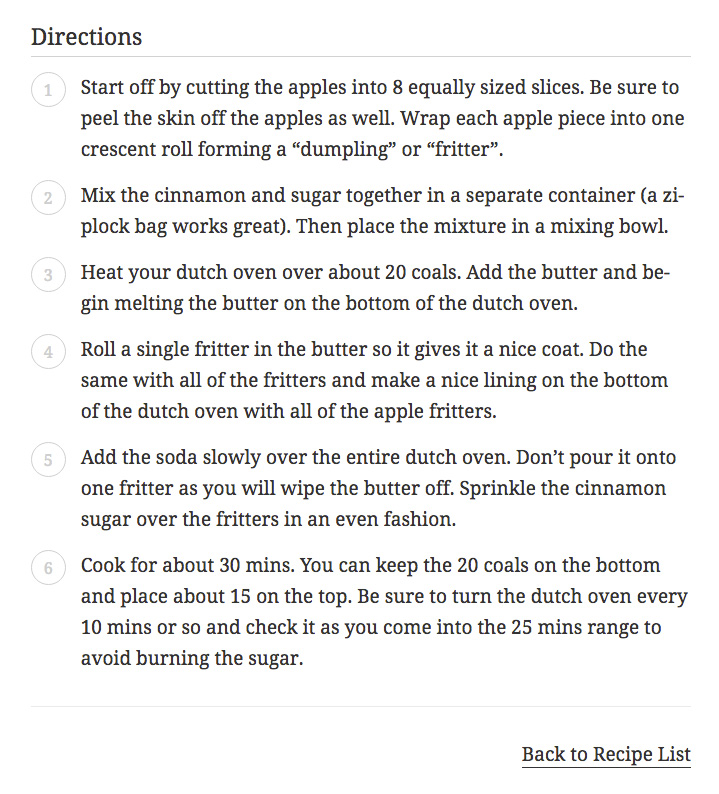 Directions
1
Start off by cutting the apples into 8 equally sized slices. Be sure to
peel the skin off the apples as well. Wrap each apple piece into one
crescent roll forming a “dumpling” or “fritter”.
2
Mix the cinnamon and sugar together in a separate container (a zi-
plock bag works great). Then place the mixture in a mixing bowl.
3
Heat your dutch oven over about 20 coals. Add the butter and be-
gin melting the butter on the bottom of the dutch oven.
4
Roll a single fritter in the butter so it gives it a nice coat. Do the
same with all of the fritters and make a nice lining on the bottom
of the dutch oven with all of the apple fritters.
5
Add the soda slowly over the entire dutch oven. Don’t pour it onto
one fritter as you will wipe the butter off. Sprinkle the cinnamon
sugar over the fritters in an even fashion.
6
Cook for about 30 mins. You can keep the 20 coals on the bottom
and place about 15 on the top. Be sure to turn the dutch oven every
10 mins or so and check it as you come into the 25 mins range to
avoid burning the sugar.
Back to Recipe List